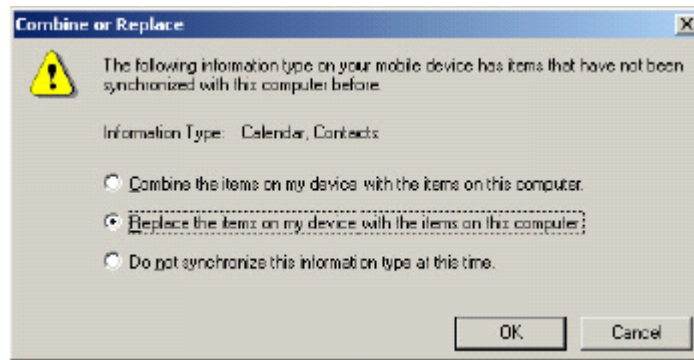 Combine or Replace
The following information type on your mobile device has items that have not been
synchronized with this computer before.
Information Type: Calendar, Contacts
Combine the items on my device with the items on this computer.
Replace the items on my device with the items on this computer.
Do not synchronize this information type at this time.
OK Cancel